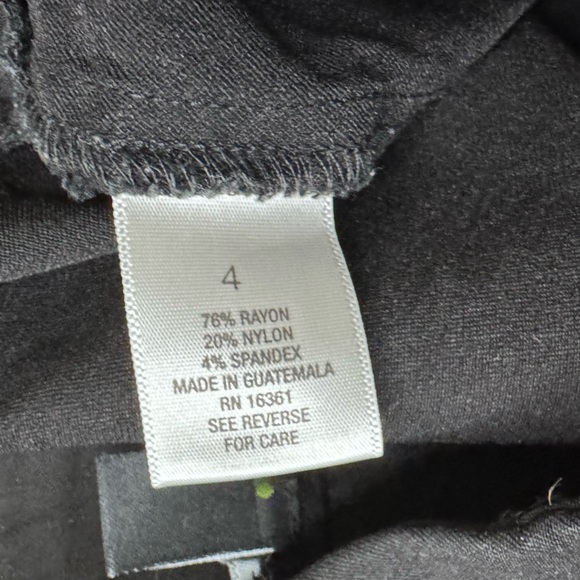 4
76% RAYON
20% NYLON
4% SPANDEX
MADE IN GUATEMALA
RN 16361
SEE REVERSE
FOR CARE